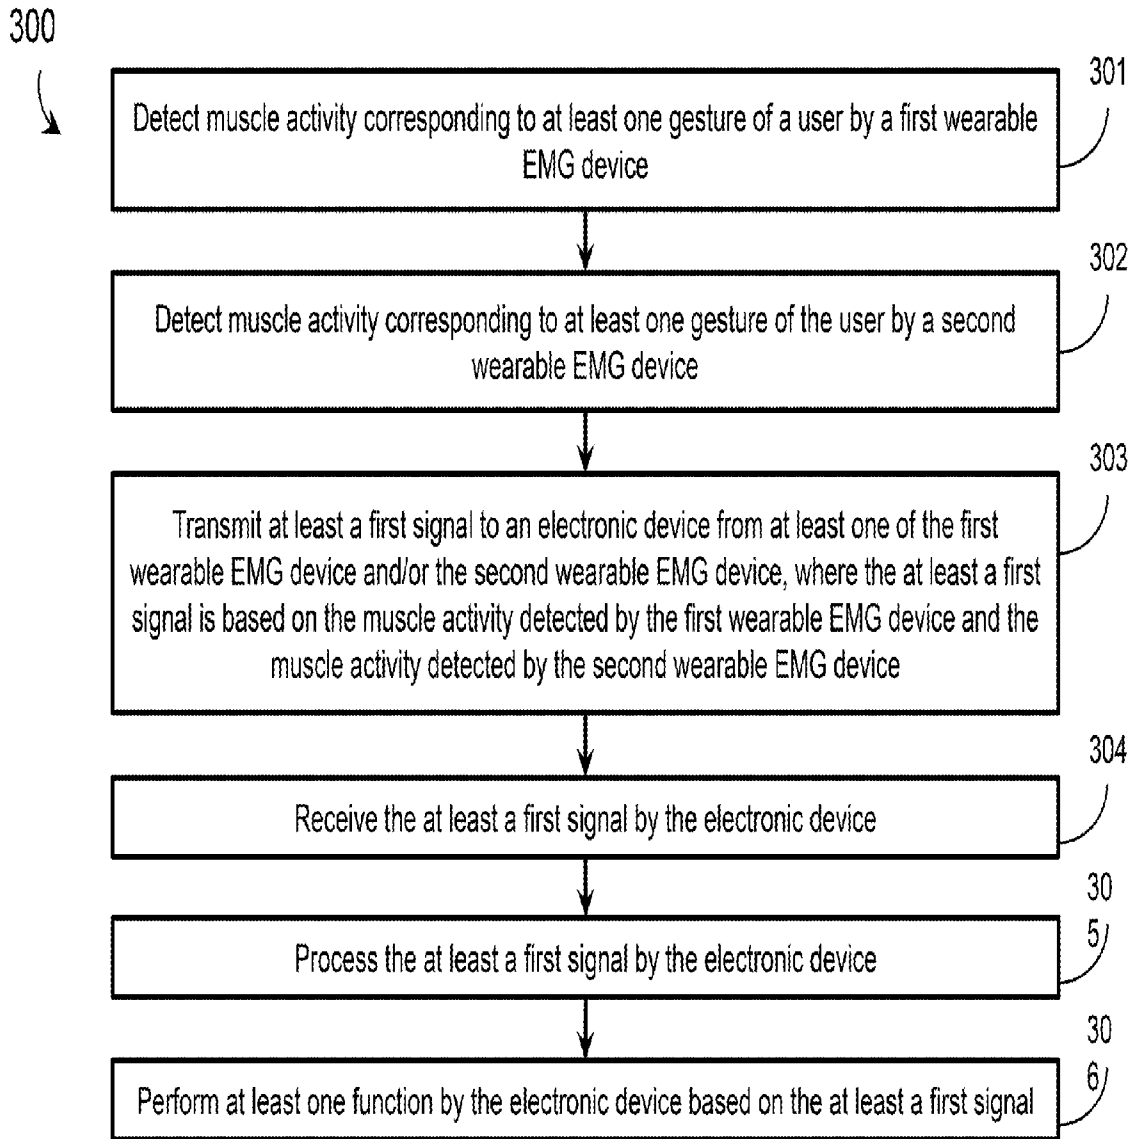 300
301
Detect muscle activity corresponding to at least one gesture of a user by a first wearable
EMG device
302
Detect muscle activity corresponding to at least one gesture of the user by a second
wearable EMG device
303
Transmit at least a first signal to an electronic device from at least one of the first
wearable EMG device and/or the second wearable EMG device, where the at least a first
signal is based on the muscle activity detected by the first wearable EMG device and the
muscle activity detected by the second wearable EMG device
304
Receive the at least a first signal by the electronic device
30
5
Process the at least a first signal by the electronic device
30
6
Perform at least one function by the electronic device based on the at least a first signal